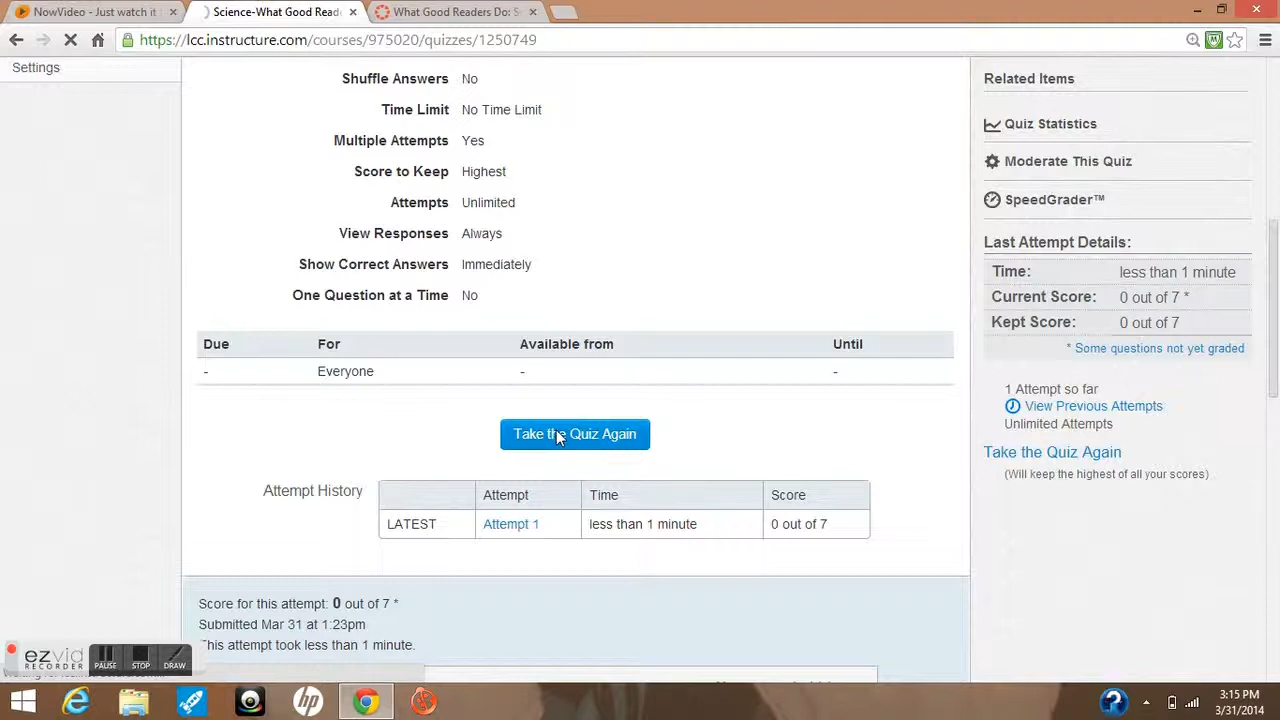 NowVideo - Just watch it
Science-What Good Read
What Good Readers Do: S
https://lcc.instructure.com/courses/975020/quizzes/1250749
Settings
Shuffle Answers No
Time Limit No Time Limit
Multiple Attempts Yes
Score to Keep Highest
Attempts Unlimited
View Responses Always
Show Correct Answers Immediately
One Question at a Time No
Due For Available from Until
- Everyone - -
Take the Quiz Again
Attempt History
Attempt Time Score
LATEST Attempt 1 less than 1 minute 0 out of 7
Score for this attempt: 0 out of 7 *
Submitted Mar 31 at 1:23pm
This attempt took less than 1 minute.
Related Items
Quiz Statistics
Moderate This Quiz
SpeedGrader™
Last Attempt Details:
Time: less than 1 minute
Current Score: 0 out of 7 *
Kept Score: 0 out of 7
* Some questions not yet graded
1 Attempt so far
View Previous Attempts
Unlimited Attempts
Take the Quiz Again
(Will keep the highest of all your scores)
ezvid
RECORDER
PAUSE STOP DRAW
hp
3:15 PM
3/31/2014